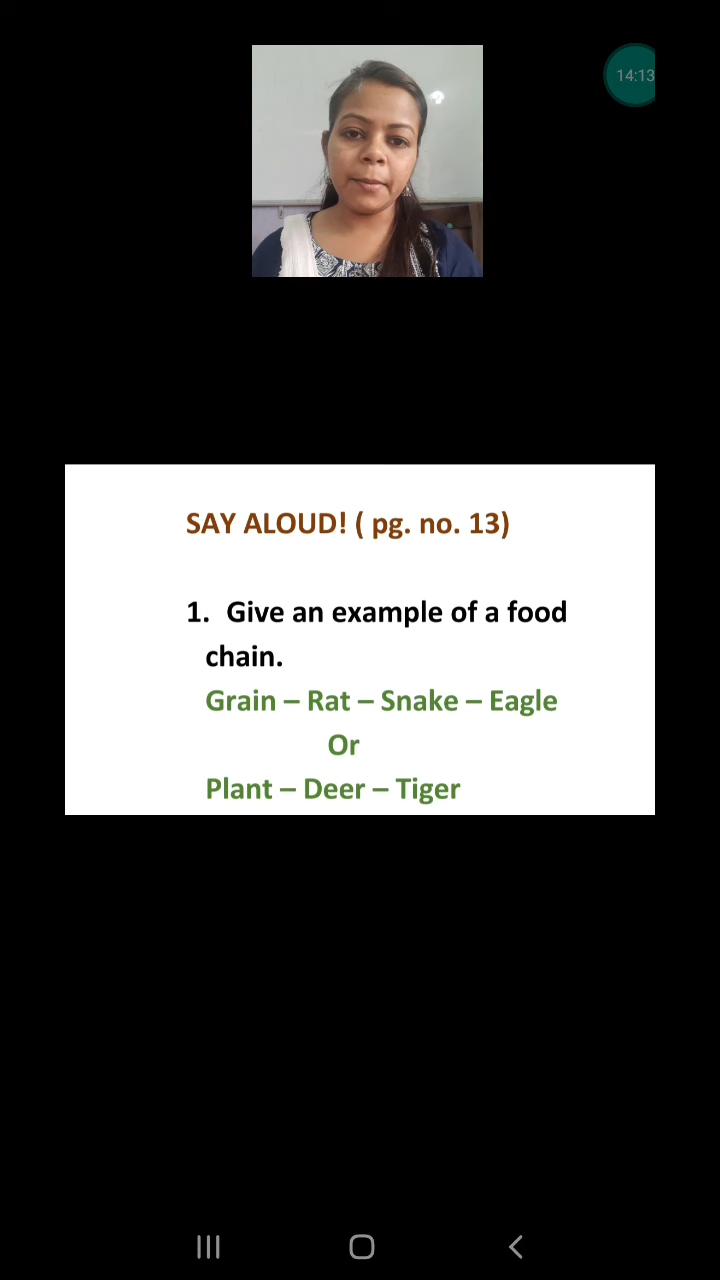 14:13
SAY ALOUD! ( pg. no. 13)
1. Give an example of a food
chain.
Grain – Rat – Snake – Eagle
Or
Plant – Deer – Tiger